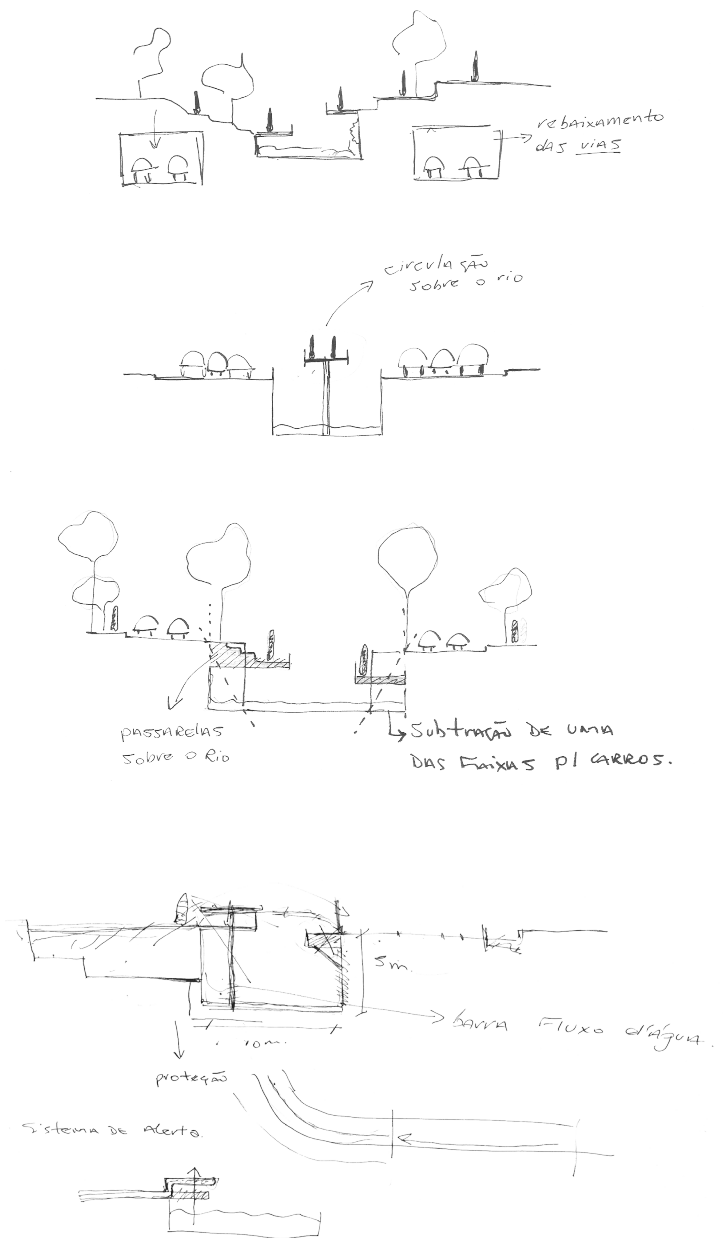 rebaixamento
das vias
circulação
sobre o rio
passarelas
sobre o Rio
Subtração de uma
das faixas p/ carros.
5m.
10m.
barra Fluxo d'água.
proteção
Sistema de Alerta.